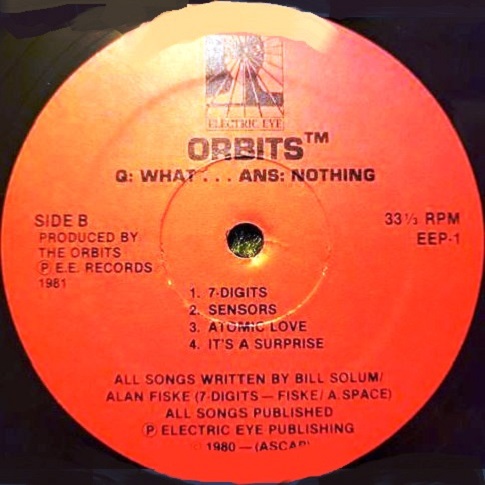 ELECTRIC EYE
ORBITS™
Q: WHAT . . . ANS: NOTHING
SIDE B
PRODUCED BY
THE ORBITS
Ⓟ E.E. RECORDS
1981
33⅓ RPM
EEP-1
1. 7-DIGITS
2. SENSORS
3. ATOMIC LOVE
4. IT'S A SURPRISE
ALL SONGS WRITTEN BY BILL SOLUM/
ALAN FISKE (7-DIGITS — FISKE/A. SPACE)
ALL SONGS PUBLISHED
Ⓟ ELECTRIC EYE PUBLISHING
© 1980 — (ASCAP)